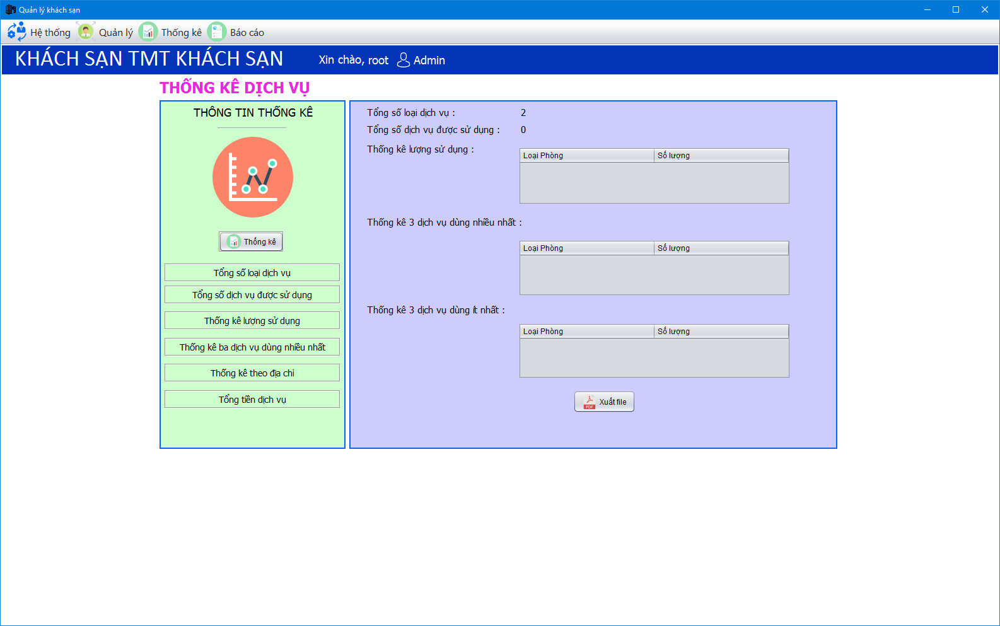 Quản lý khách sạn
Hệ thống Quản lý Thống kê Báo cáo
KHÁCH SẠN TMT KHÁCH SẠN Xin chào, root Admin
THỐNG KÊ DỊCH VỤ
THÔNG TIN THỐNG KÊ
Thống kê
Tổng số loại dịch vụ
Tổng số dịch vụ được sử dụng
Thống kê lượng sử dụng
Thống kê ba dịch vụ dùng nhiều nhất
Thống kê theo địa chỉ
Tổng tiền dịch vụ
Tổng số loại dịch vụ : 2
Tổng số dịch vụ được sử dụng : 0
Thống kê lượng sử dụng :
Loại Phòng Số lượng
Thống kê 3 dịch vụ dùng nhiều nhất :
Loại Phòng Số lượng
Thống kê 3 dịch vụ dùng ít nhất :
Loại Phòng Số lượng
PDF Xuất file